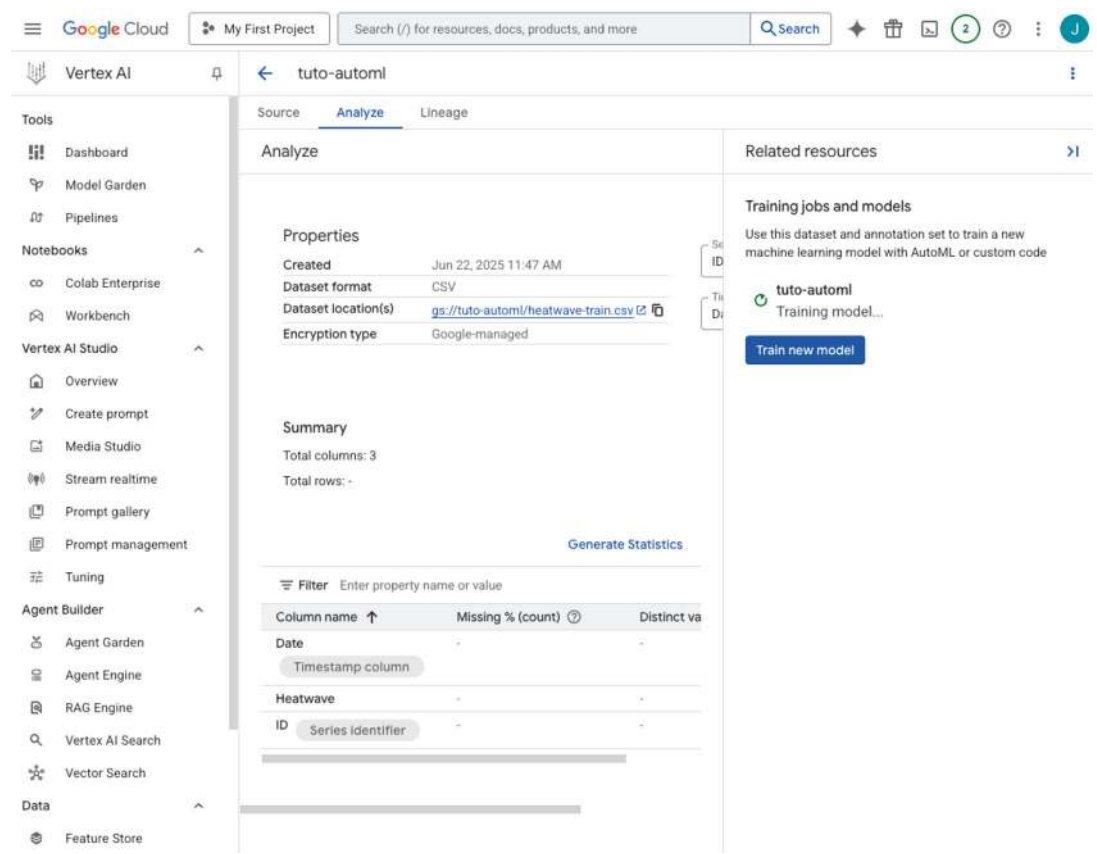 Google Cloud
My First Project
Search (/) for resources, docs, products, and more
Search
2
J
Vertex AI
tuto-automl
Tools
Dashboard
Model Garden
Pipelines
Notebooks
Colab Enterprise
Workbench
Vertex AI Studio
Overview
Create prompt
Media Studio
Stream realtime
Prompt gallery
Prompt management
Tuning
Agent Builder
Agent Garden
Agent Engine
RAG Engine
Vertex AI Search
Vector Search
Data
Feature Store
Source Analyze Lineage
Analyze
Properties
Created Jun 22, 2025 11:47 AM
Dataset format CSV
Dataset location(s) gs://tuto-automl/heatwave-train.csv
Encryption type Google-managed
Se
ID
Ti
Da
Summary
Total columns: 3
Total rows: -
Generate Statistics
Filter Enter property name or value
Column name Missing % (count) Distinct va
Date - -
Timestamp column
Heatwave - -
ID Series identifier - -
Related resources
Training jobs and models
Use this dataset and annotation set to train a new
machine learning model with AutoML or custom code
tuto-automl
Training model...
Train new model